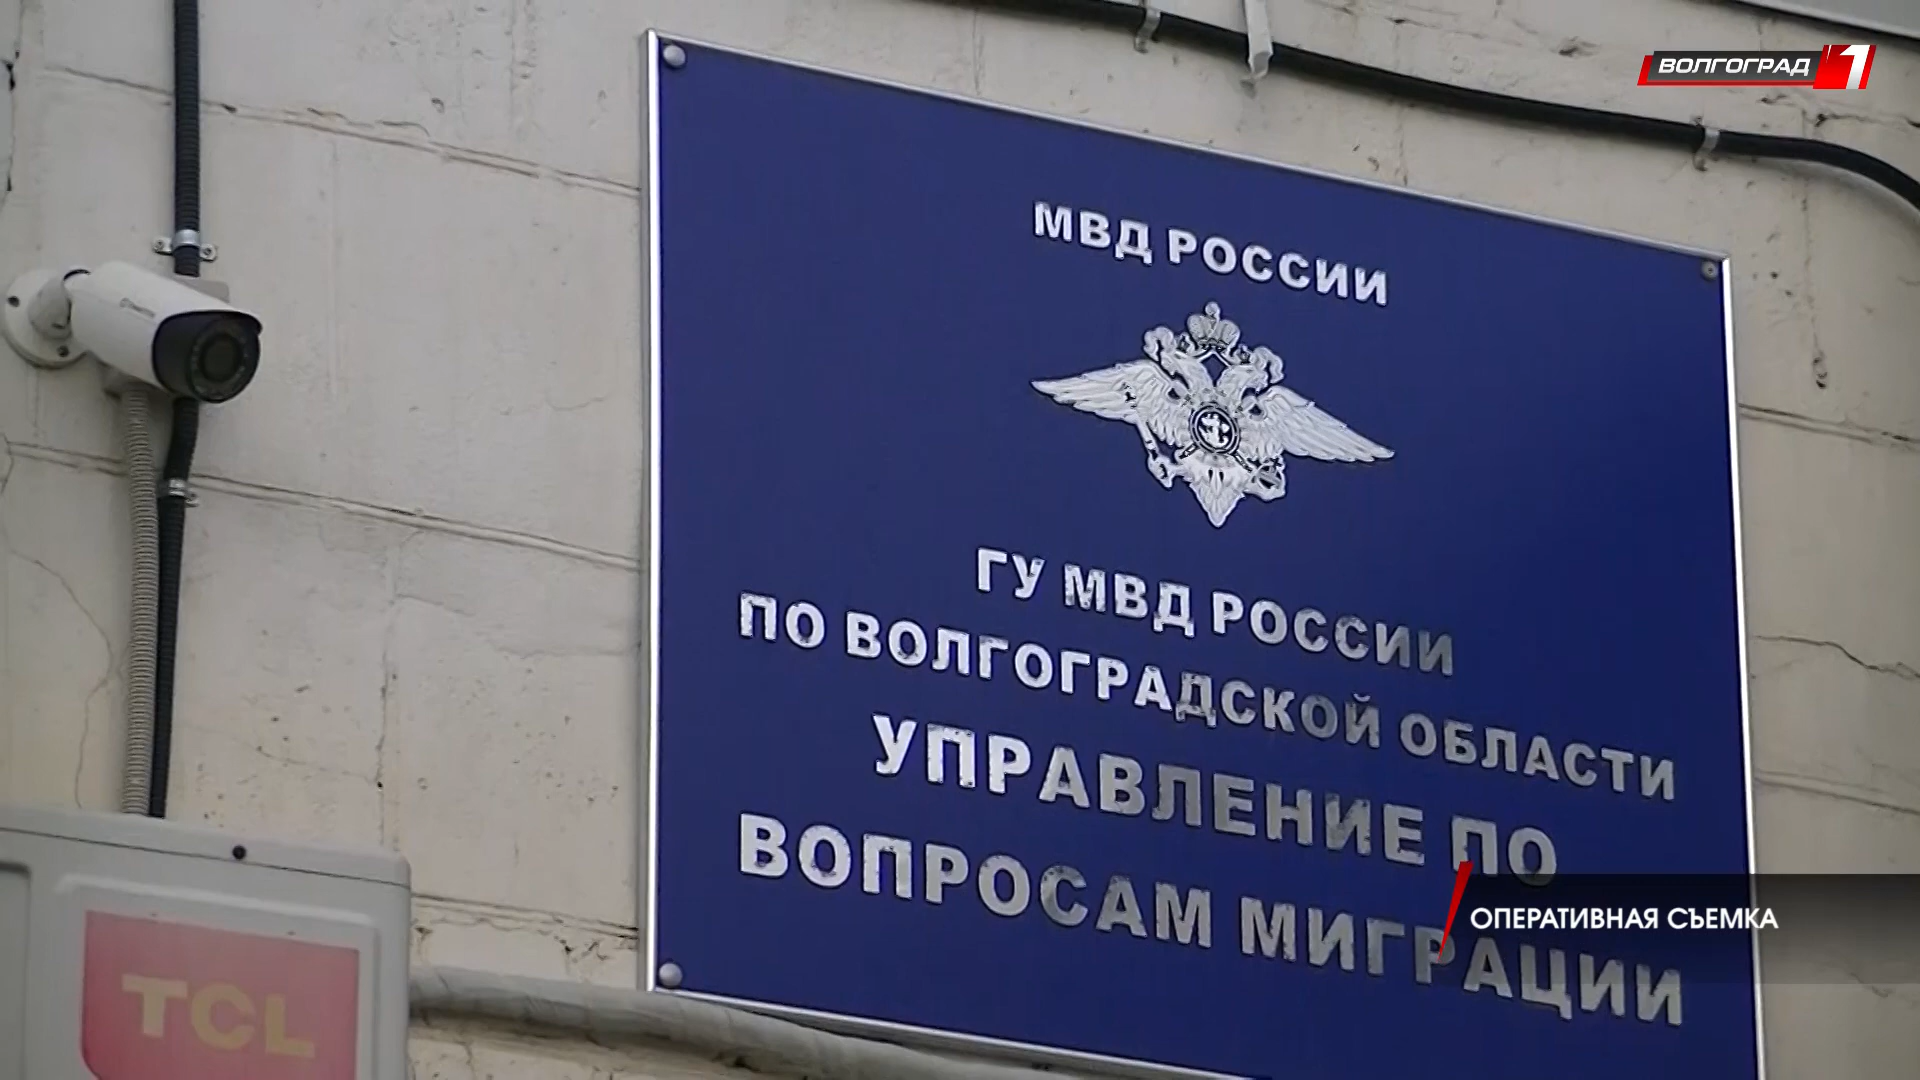 ВОЛГОГРАД 1
МВД РОССИИ
ГУ МВД РОССИИ
ПО ВОЛГОГРАДСКОЙ ОБЛАСТИ
УПРАВЛЕНИЕ ПО
ВОПРОСАМ МИГРАЦИИ
ОПЕРАТИВНАЯ СЪЕМКА
TCL